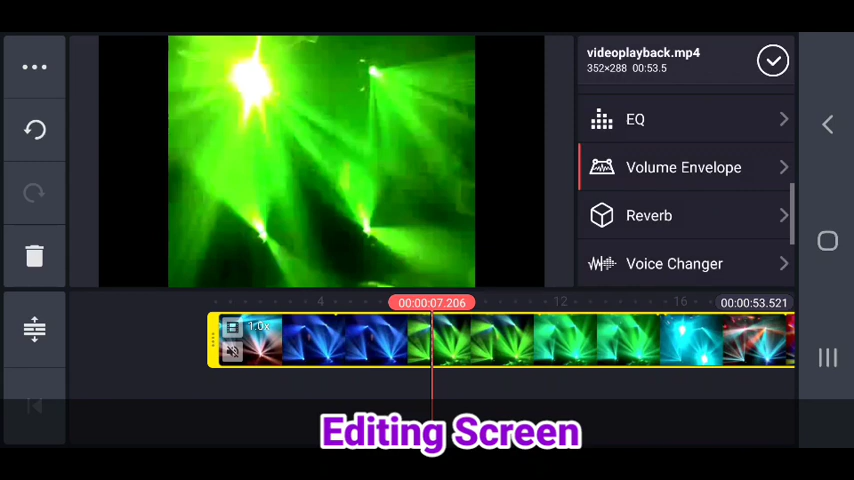 videoplayback.mp4
352×288 00:53.5
EQ
Volume Envelope
Reverb
Voice Changer
4
00:00:07.206
12
16
00:00:53.521
1.0x
Editing Screen